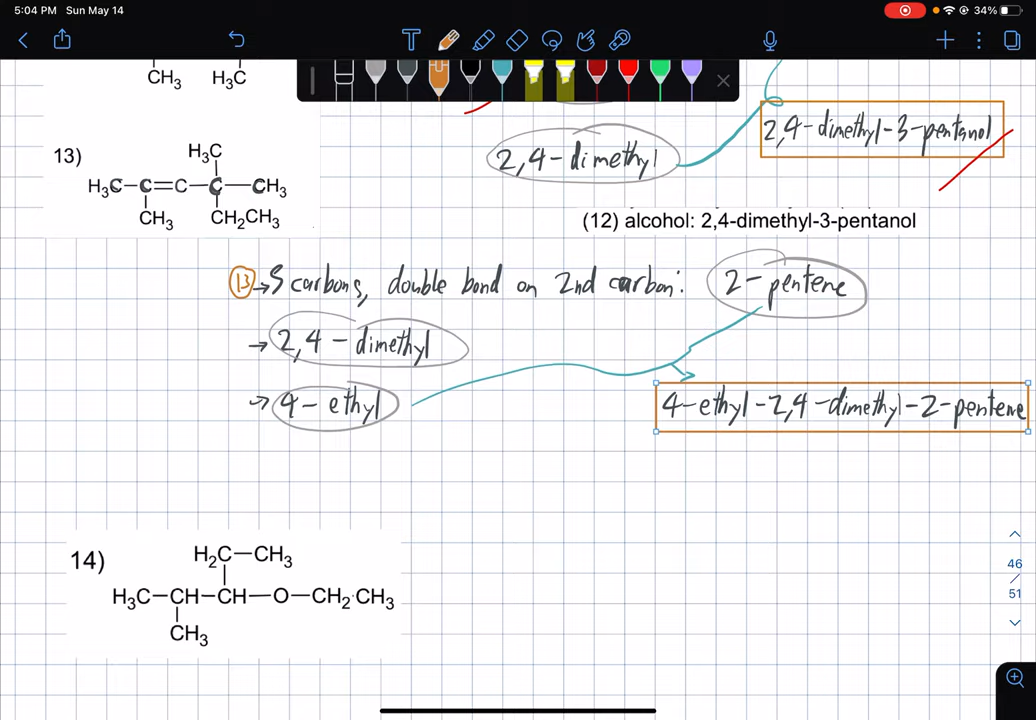 5:04 PM Sun May 14 34%
CH₃ H₃C
2,4-dimethyl
2,4-dimethyl-3-pentanol
13)
H₃C
H₃C—C=C—C—CH₃
CH₃ CH₂CH₃
(12) alcohol: 2,4-dimethyl-3-pentanol
13 → 5 carbons, double bond on 2nd carbon: 2-pentene
→ 2,4-dimethyl
→ 4-ethyl
4-ethyl-2,4-dimethyl-2-pentene
14)
H₂C—CH₃
H₃C—CH—CH—O—CH₂CH₃
CH₃
46
/
51